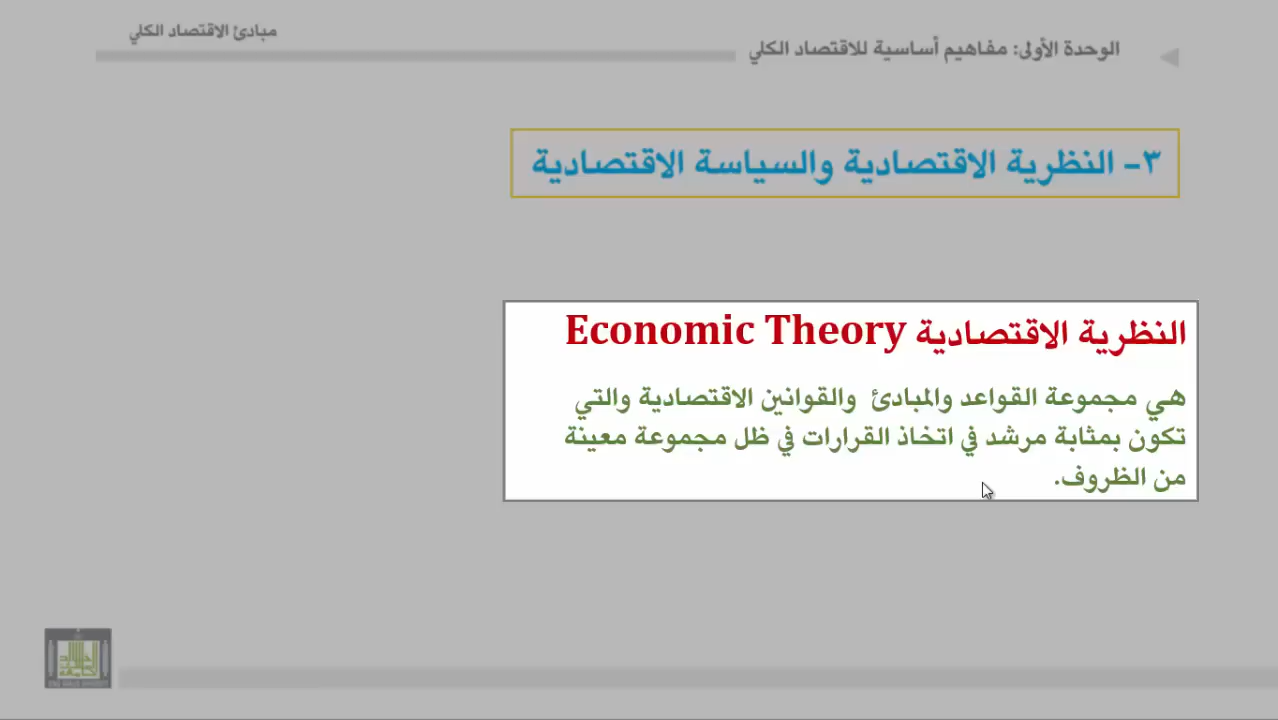 مبادئ الاقتصاد الكلي
الوحدة الأولى: مفاهيم أساسية للاقتصاد الكلي
٣- النظرية الاقتصادية والسياسة الاقتصادية
النظرية الاقتصادية Economic Theory
هي مجموعة القواعد والمبادئ والقوانين الاقتصادية والتي
تكون بمثابة مرشد في اتخاذ القرارات في ظل مجموعة معينة
من الظروف.